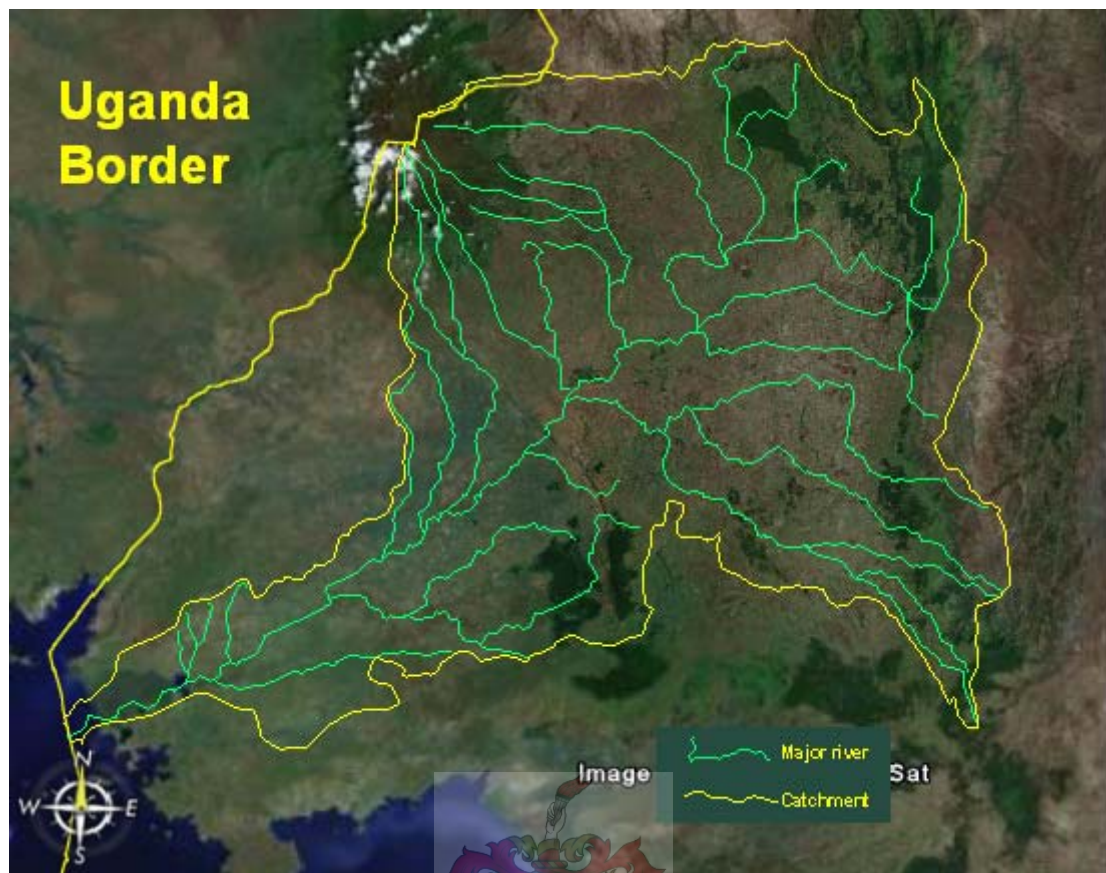 Uganda
Border
N
W E
S
Image Sat
Major river
Catchment